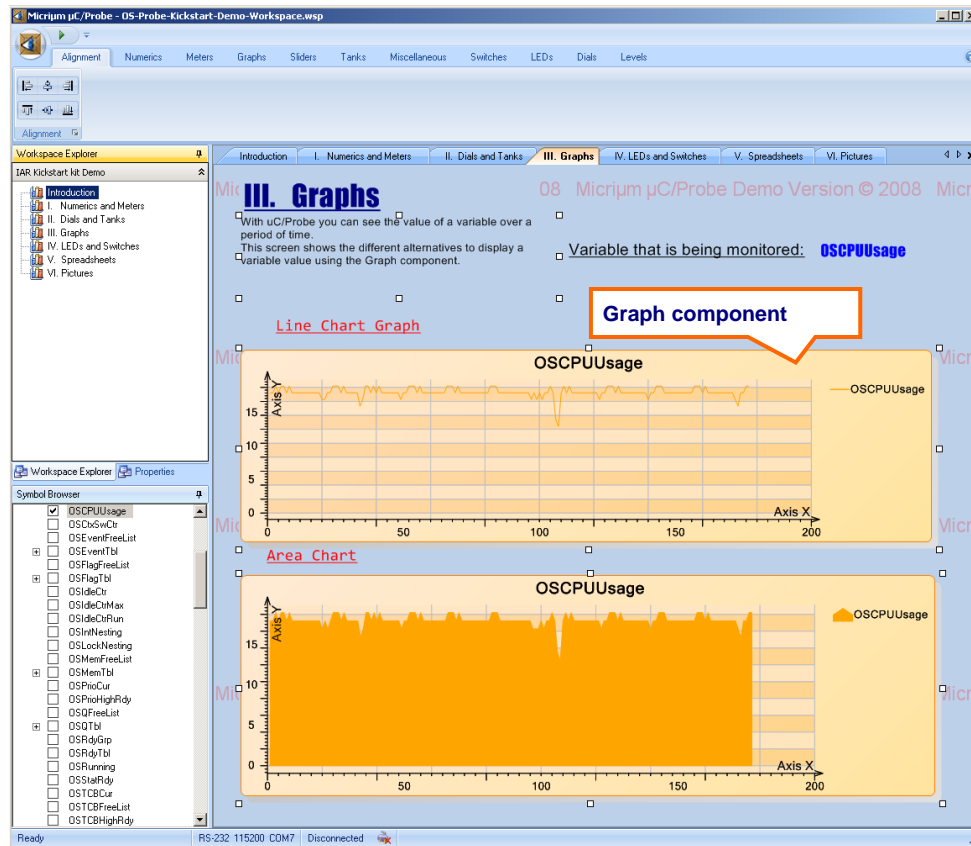 Micriµm µC/Probe - OS-Probe-Kickstart-Demo-Workspace.wsp
Alignment Numerics Meters Graphs Sliders Tanks Miscellaneous Switches LEDs Dials Levels
Alignment
Workspace Explorer
IAR Kickstart kit Demo
Introduction
I. Numerics and Meters
II. Dials and Tanks
III. Graphs
IV. LEDs and Switches
V. Spreadsheets
VI. Pictures
Workspace Explorer Properties
Symbol Browser
OSCPUUsage
OSCtxSwCtr
OSEventFreeList
OSEventTbl
OSFlagFreeList
OSFlagTbl
OSIdleCtr
OSIdleCtrMax
OSIdleCtrRun
OSIntNesting
OSLockNesting
OSMemFreeList
OSMemTbl
OSPrioCur
OSPrioHighRdy
OSQFreeList
OSQTbl
OSRdyGrp
OSRdyTbl
OSRunning
OSStatRdy
OSTCBCur
OSTCBFreeList
OSTCBHighRdy
Introduction I. Numerics and Meters II. Dials and Tanks III. Graphs IV. LEDs and Switches V. Spreadsheets VI. Pictures
Mic 08 Micriµm µC/Probe Demo Version © 2008 Micr
III. Graphs
With uC/Probe you can see the value of a variable over a
period of time.
This screen shows the different alternatives to display a
variable value using the Graph component.
Variable that is being monitored: OSCPUUsage
Graph component
Line Chart Graph
Mic Micr
OSCPUUsage
Axis Y
OSCPUUsage
15
10
5
0
Axis X
0 50 100 150 200
Mic Micr
Area Chart
OSCPUUsage
Axis Y
OSCPUUsage
15
10
Mic Micr
5
0
Axis X
0 50 100 150 200
Ready RS-232 115200 COM7 Disconnected